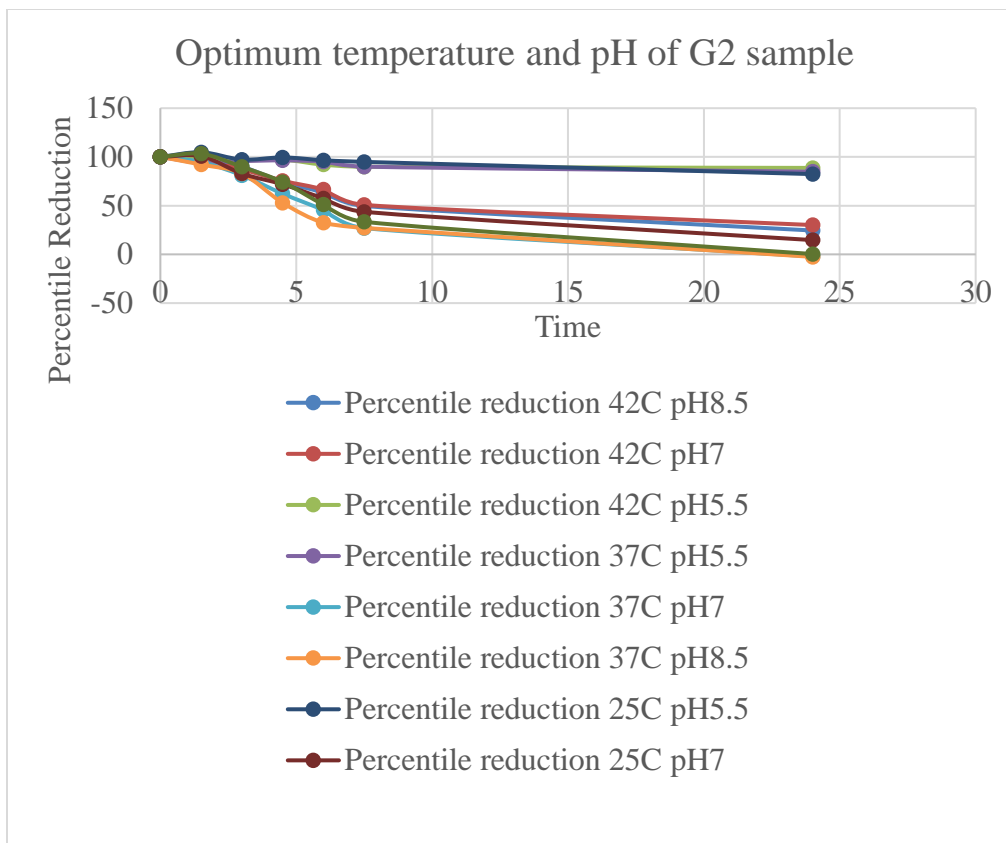 Optimum temperature and pH of G2 sample
150
100
50
0
-50
0 5 10 15 20 25 30
Percentile Reduction
Time
Percentile reduction 42C pH8.5
Percentile reduction 42C pH7
Percentile reduction 42C pH5.5
Percentile reduction 37C pH5.5
Percentile reduction 37C pH7
Percentile reduction 37C pH8.5
Percentile reduction 25C pH5.5
Percentile reduction 25C pH7